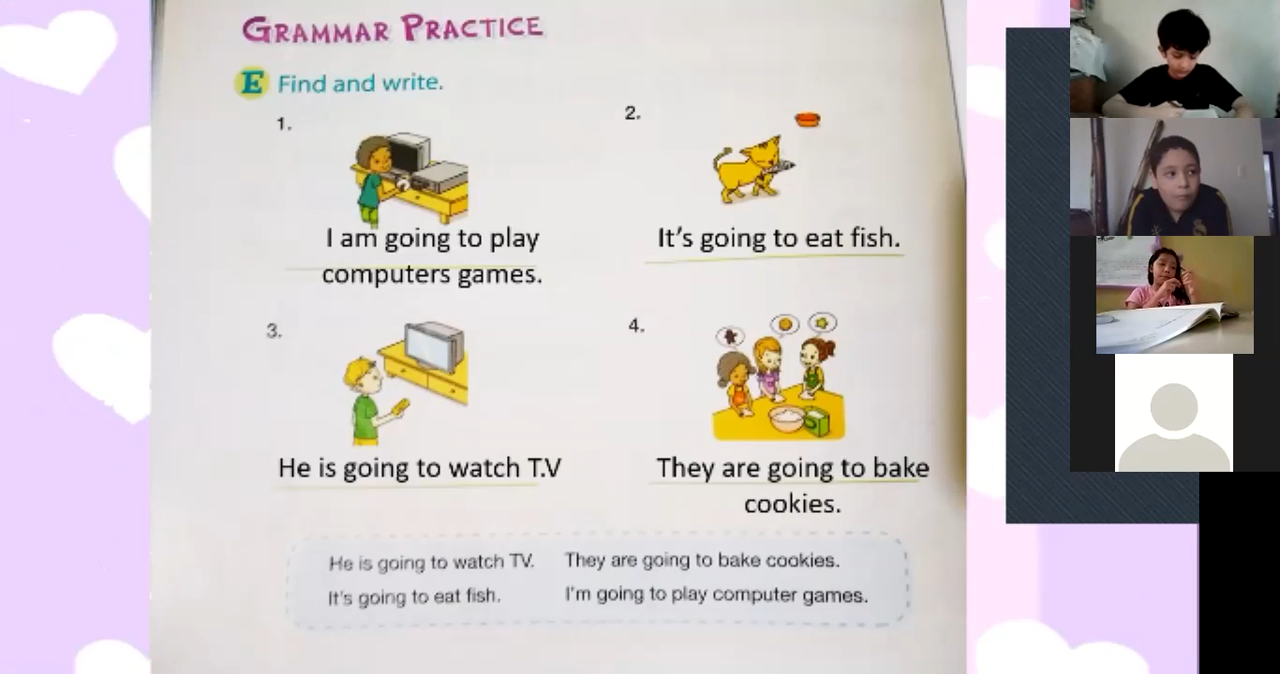 GRAMMAR PRACTICE
E Find and write.
1.
I am going to play
computers games.
2.
It's going to eat fish.
3.
He is going to watch T.V
4.
They are going to bake
cookies.
He is going to watch TV. They are going to bake cookies.
It's going to eat fish. I'm going to play computer games.